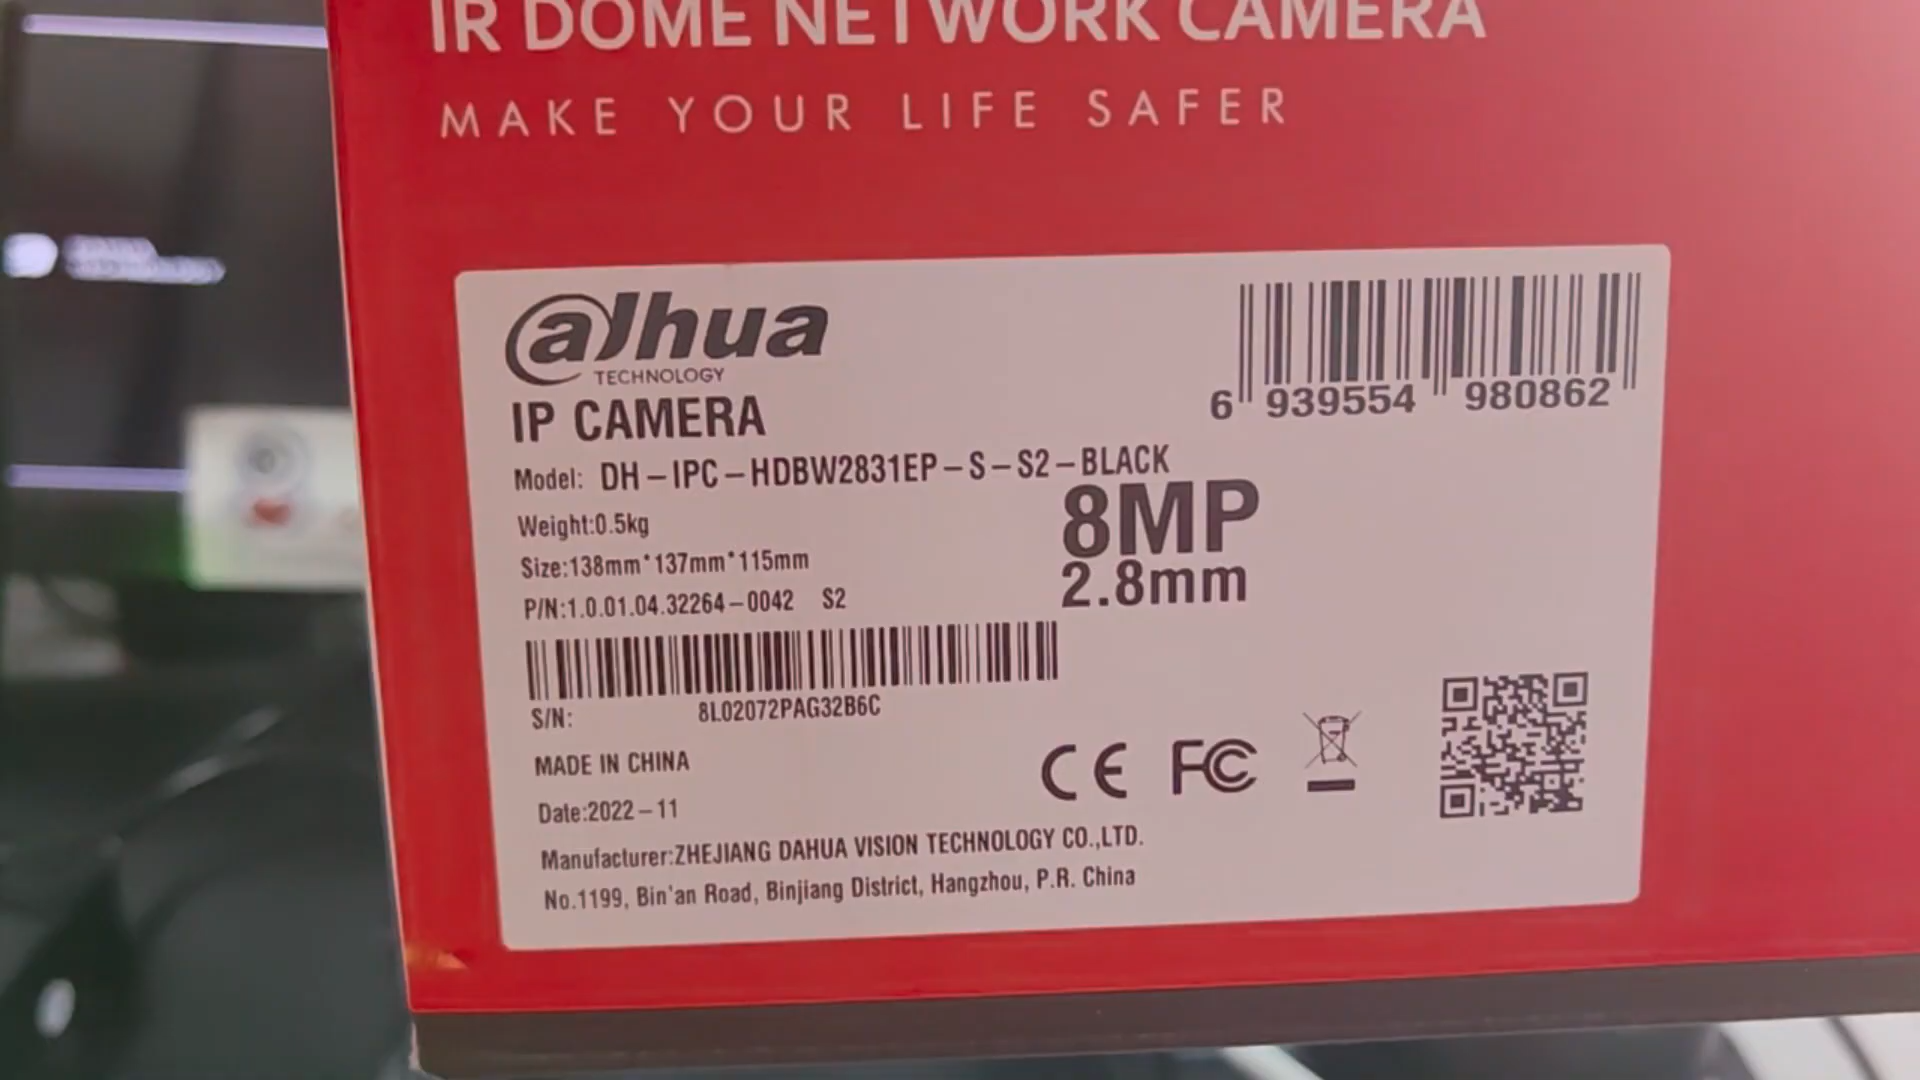 IR DOME NETWORK CAMERA
MAKE YOUR LIFE SAFER
alhua
TECHNOLOGY
6 939554 980862
IP CAMERA
Model: DH-IPC-HDBW2831EP-S-S2-BLACK
8MP
2.8mm
Weight:0.5kg
Size:138mm*137mm*115mm
P/N:1.0.01.04.32264-0042 S2
S/N: 8L02072PAG32B6C
MADE IN CHINA
CE FC
Date:2022-11
Manufacturer:ZHEJIANG DAHUA VISION TECHNOLOGY CO.,LTD.
No.1199, Bin'an Road, Binjiang District, Hangzhou, P.R. China